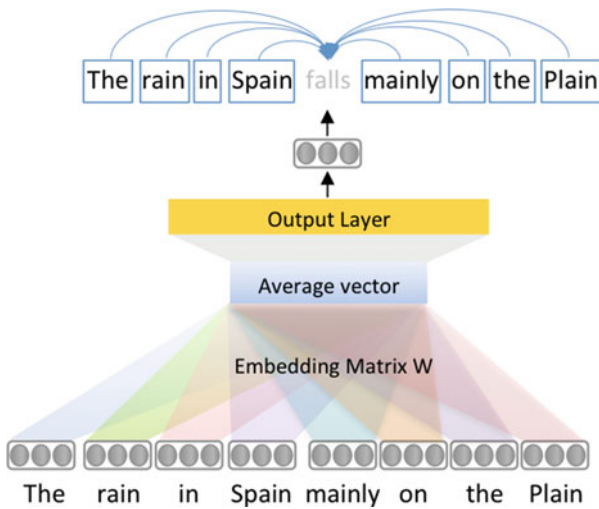 The rain in Spain falls mainly on the Plain
Output Layer
Average vector
Embedding Matrix W
The rain in Spain mainly on the Plain